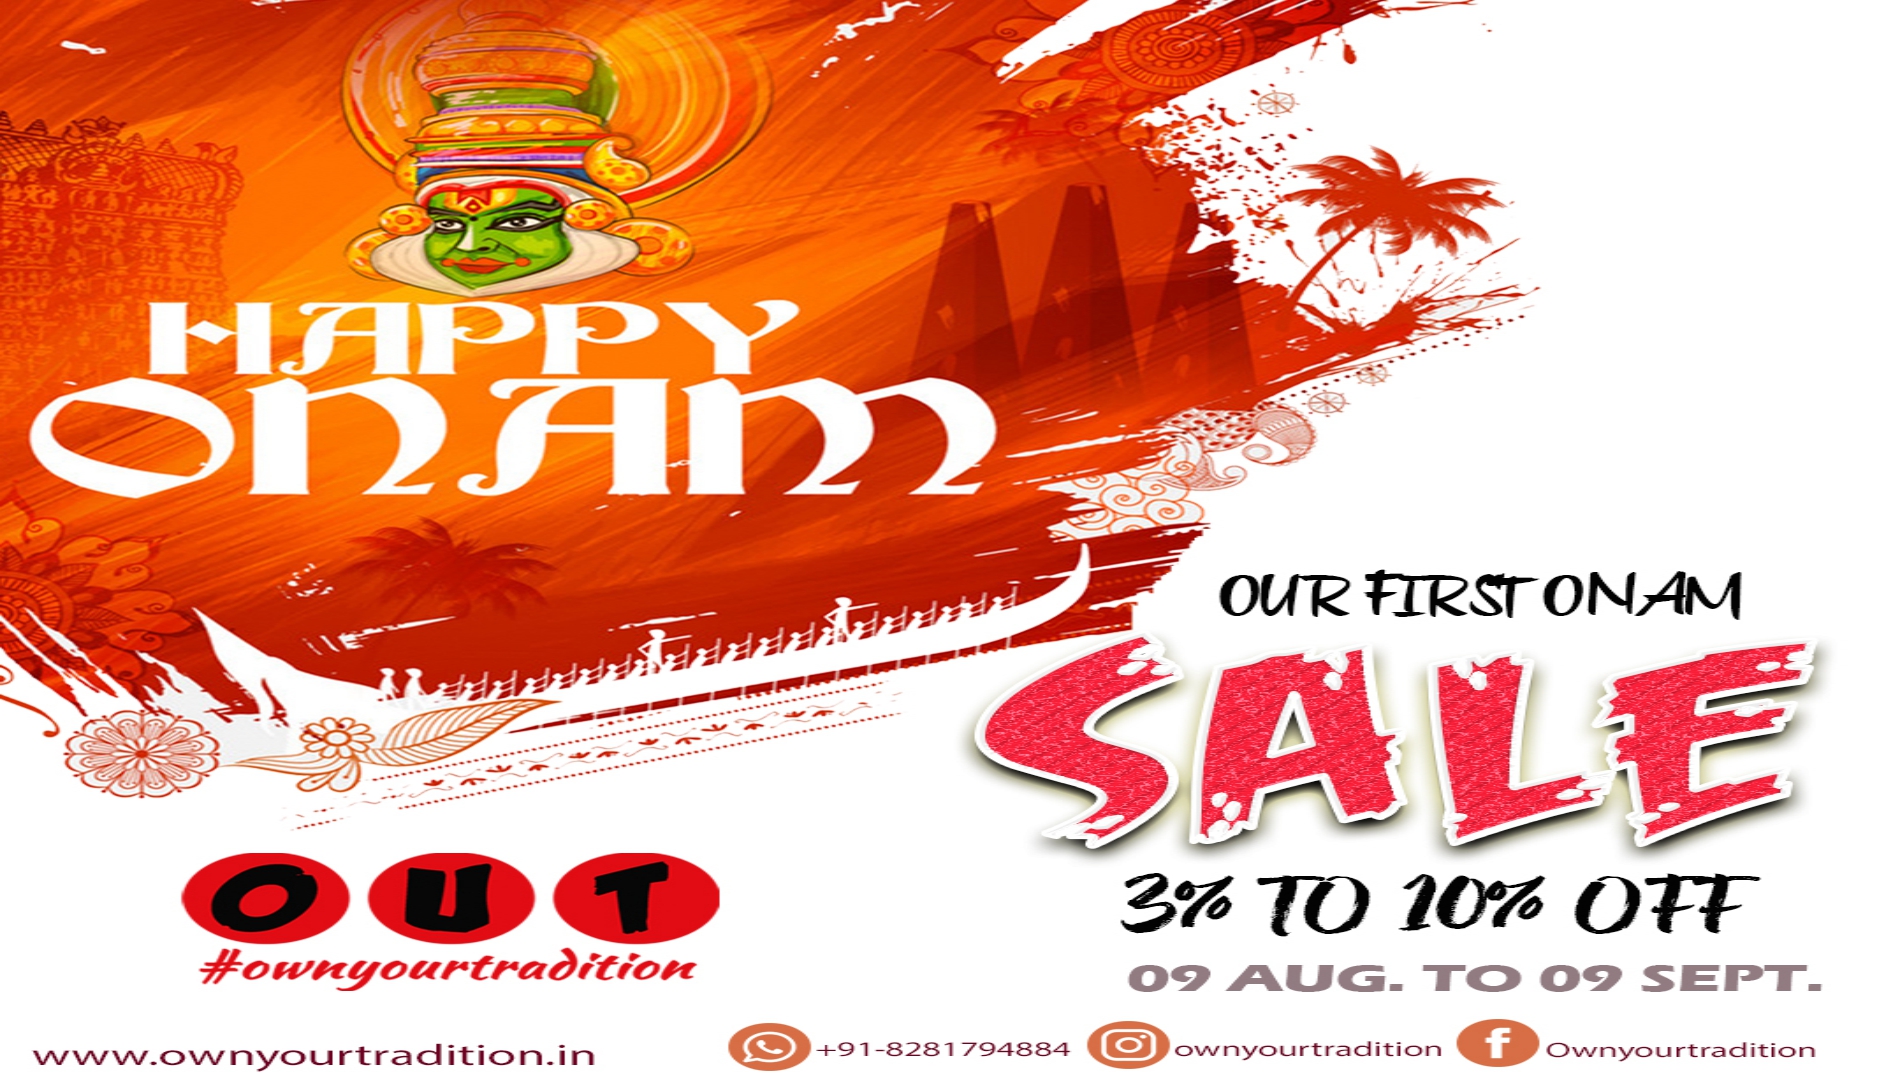 HAPPY
ONAM
OUR FIRST ONAM
SALE
3% TO 10% OFF
09 AUG. TO 09 SEPT.
OUT
#ownyourtradition
www.ownyourtradition.in
+91-8281794884
ownyourtradition
Ownyourtradition